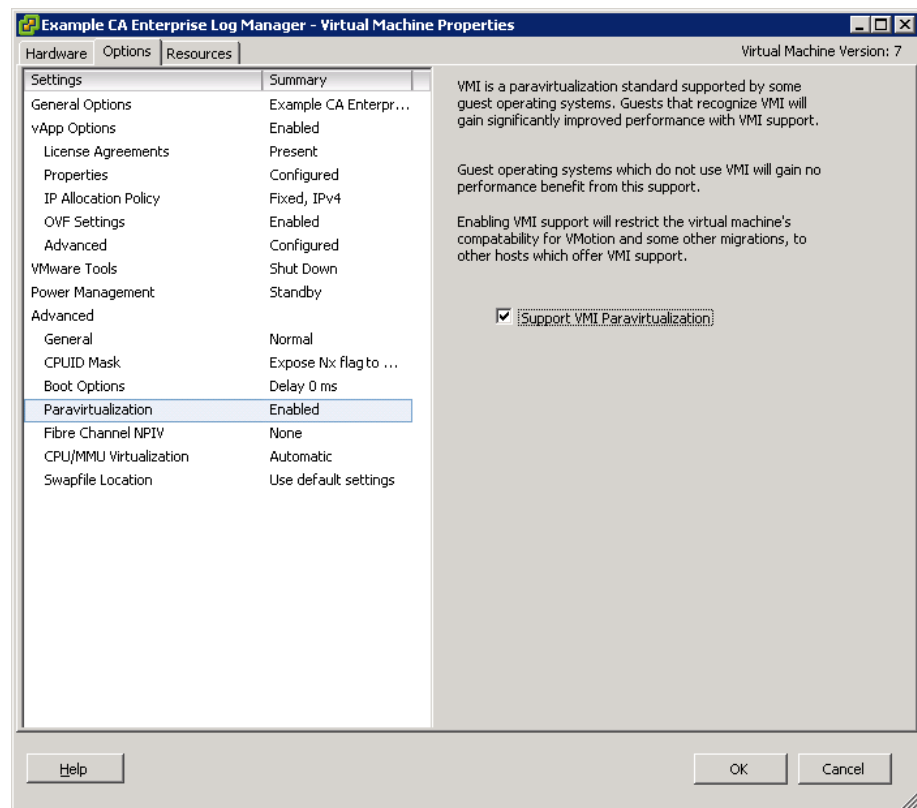 Example CA Enterprise Log Manager - Virtual Machine Properties
Hardware Options Resources Virtual Machine Version: 7
Settings Summary
General Options Example CA Enterpr...
vApp Options Enabled
License Agreements Present
Properties Configured
IP Allocation Policy Fixed, IPv4
OVF Settings Enabled
Advanced Configured
VMware Tools Shut Down
Power Management Standby
Advanced
General Normal
CPUID Mask Expose Nx flag to ...
Boot Options Delay 0 ms
Paravirtualization Enabled
Fibre Channel NPIV None
CPU/MMU Virtualization Automatic
Swapfile Location Use default settings
VMI is a paravirtualization standard supported by some
guest operating systems. Guests that recognize VMI will
gain significantly improved performance with VMI support.
Guest operating systems which do not use VMI will gain no
performance benefit from this support.
Enabling VMI support will restrict the virtual machine's
compatability for VMotion and some other migrations, to
other hosts which offer VMI support.
Support VMI Paravirtualization
Help OK Cancel